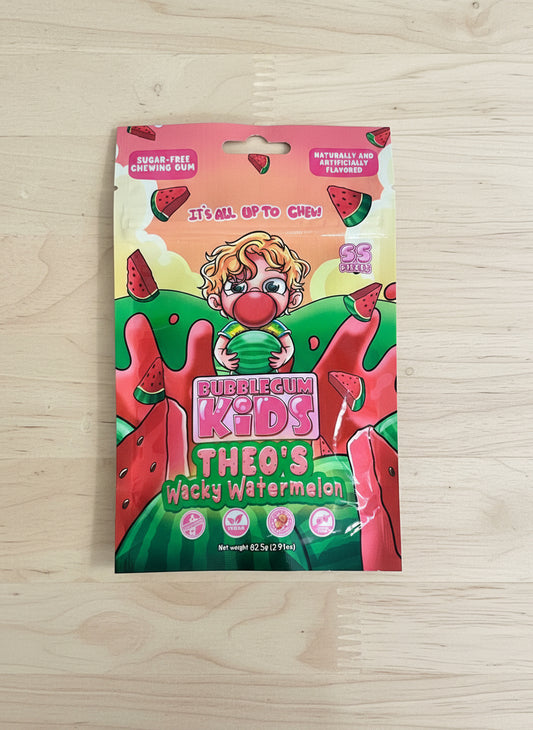 SUGAR-FREE
CHEWING GUM
NATURALLY AND
ARTIFICIALLY
FLAVORED
IT'S ALL UP TO CHEW
55
PIECES
BUBBLEGUM
KiDS
THEO'S
Wacky Watermelon
VEGAN
Net weight 82.5g (2.91oz)